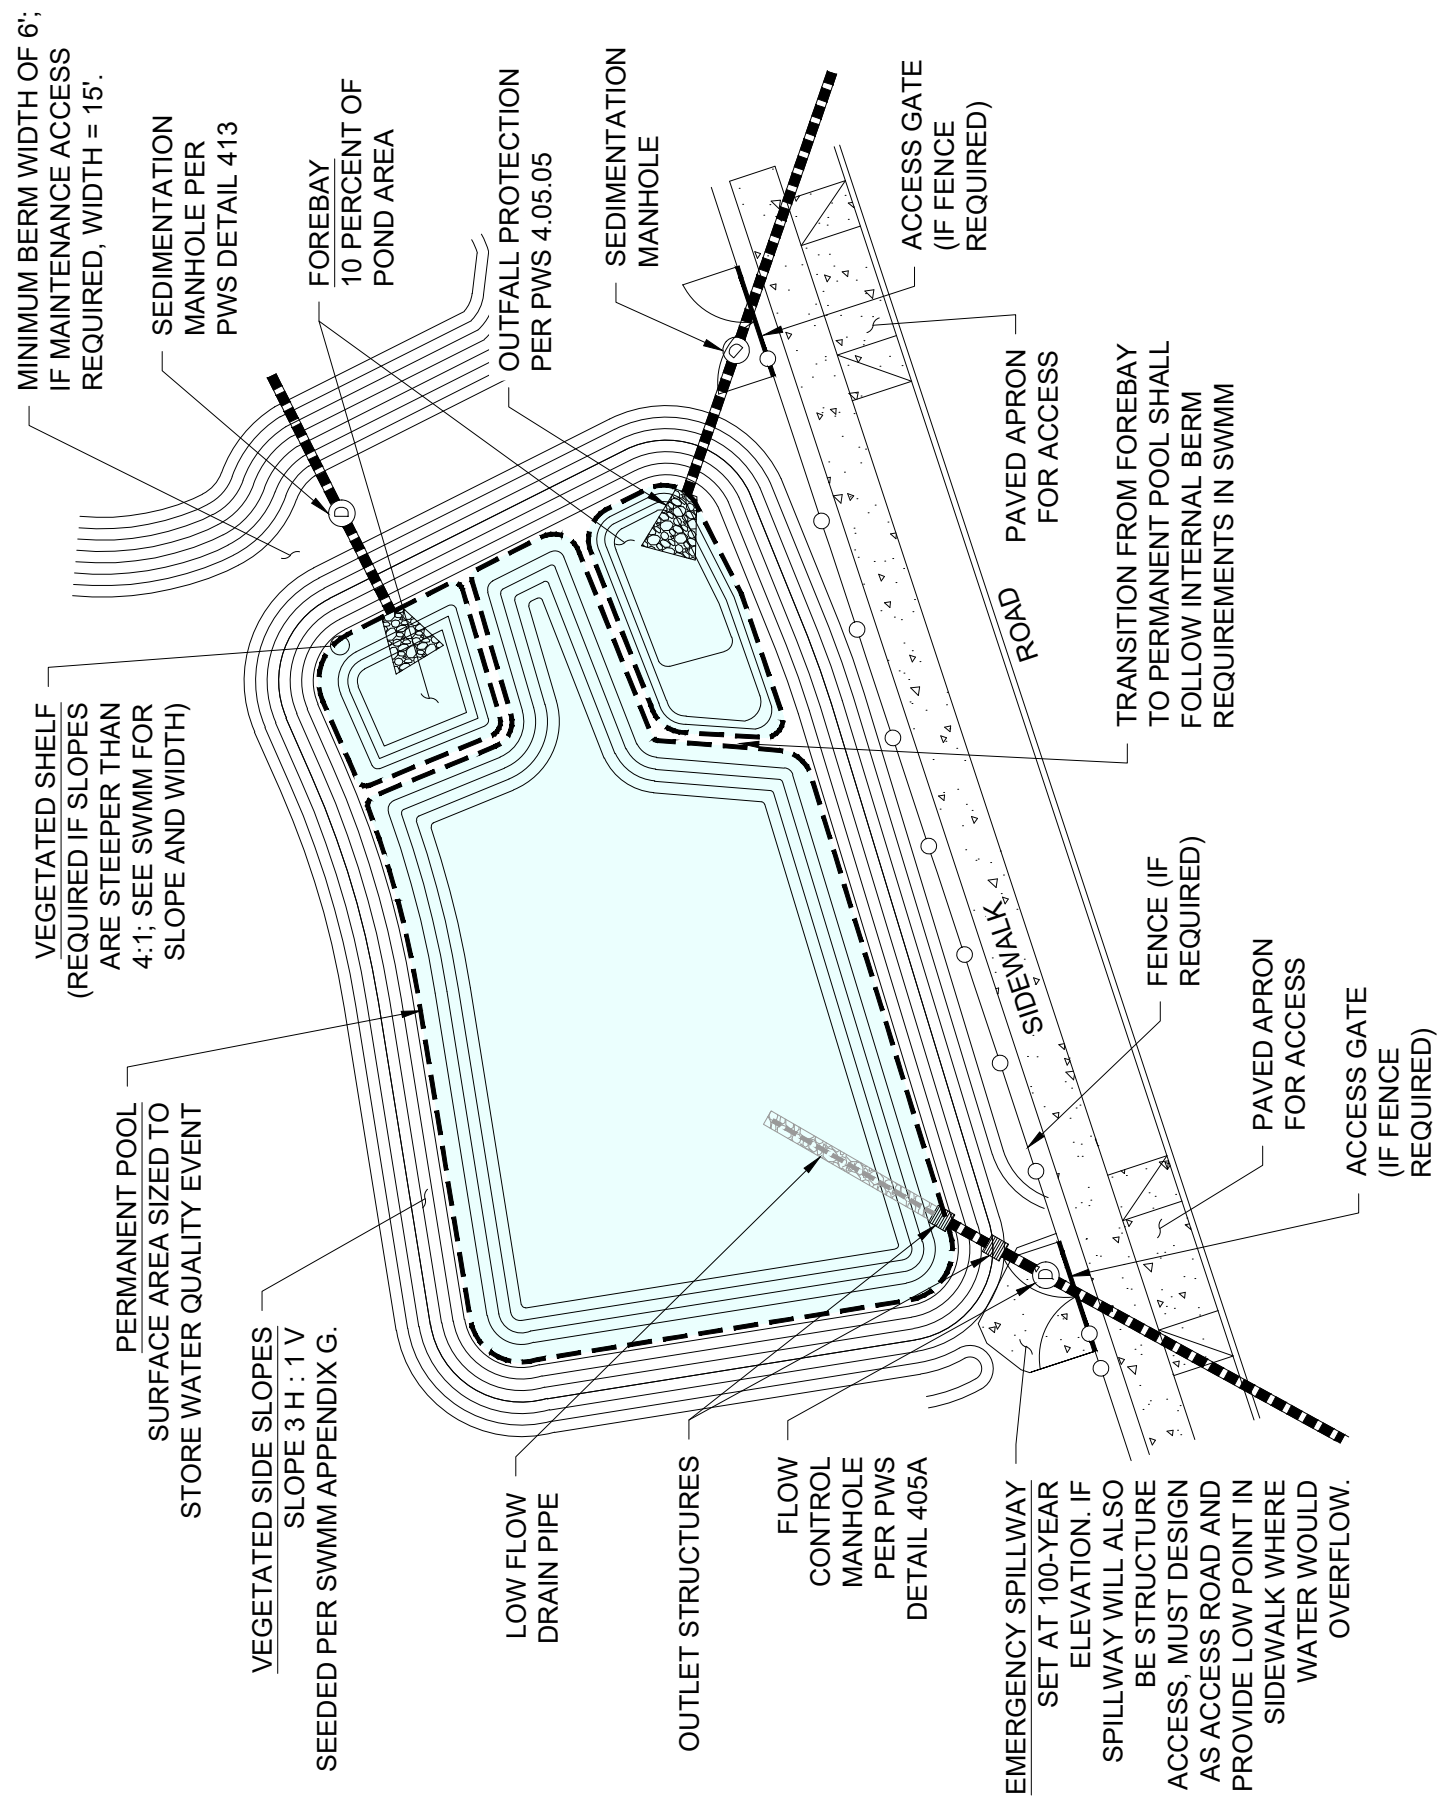 MINIMUM BERM WIDTH OF 6';
IF MAINTENANCE ACCESS
REQUIRED, WIDTH = 15'.
SEDIMENTATION
MANHOLE PER
PWS DETAIL 413
FOREBAY
10 PERCENT OF
POND AREA
OUTFALL PROTECTION
PER PWS 4.05.05
SEDIMENTATION
MANHOLE
ACCESS GATE
(IF FENCE
REQUIRED)
VEGETATED SHELF
(REQUIRED IF SLOPES
ARE STEEPER THAN
4:1; SEE SWMM FOR
SLOPE AND WIDTH)
D
D
PAVED APRON
FOR ACCESS
TRANSITION FROM FOREBAY
TO PERMANENT POOL SHALL
FOLLOW INTERNAL BERM
REQUIREMENTS IN SWMM
ROAD
SIDEWALK
PERMANENT POOL
SURFACE AREA SIZED TO
STORE WATER QUALITY EVENT
FENCE (IF
REQUIRED)
PAVED APRON
FOR ACCESS
ACCESS GATE
(IF FENCE
REQUIRED)
D
VEGETATED SIDE SLOPES
SLOPE 3 H : 1 V
SEEDED PER SWMM APPENDIX G.
LOW FLOW
DRAIN PIPE
OUTLET STRUCTURES
FLOW
CONTROL
MANHOLE
PER PWS
DETAIL 405A
EMERGENCY SPILLWAY
SET AT 100-YEAR
ELEVATION. IF
SPILLWAY WILL ALSO
BE STRUCTURE
ACCESS, MUST DESIGN
AS ACCESS ROAD AND
PROVIDE LOW POINT IN
SIDEWALK WHERE
WATER WOULD
OVERFLOW.